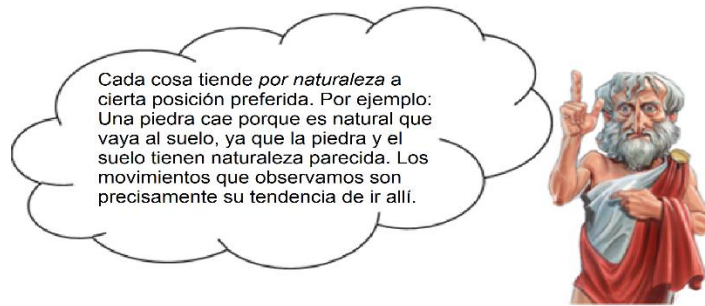 Cada cosa tiende por naturaleza a
cierta posición preferida. Por ejemplo:
Una piedra cae porque es natural que
vaya al suelo, ya que la piedra y el
suelo tienen naturaleza parecida. Los
movimientos que observamos son
precisamente su tendencia de ir allí.